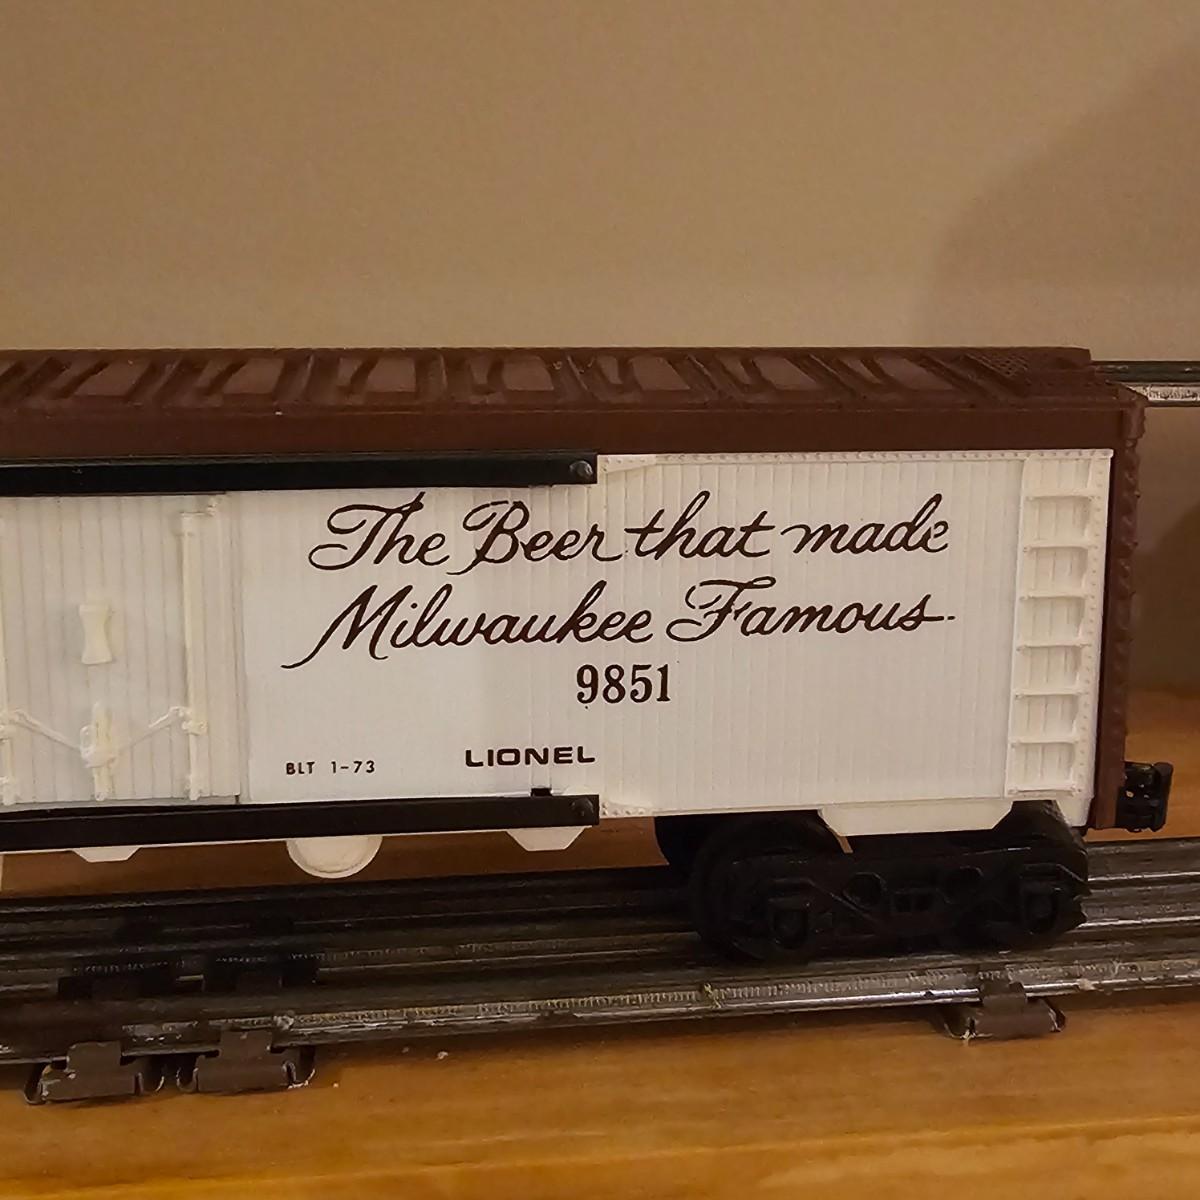 The Beer that made
Milwaukee Famous.
9851
BLT 1-73
LIONEL